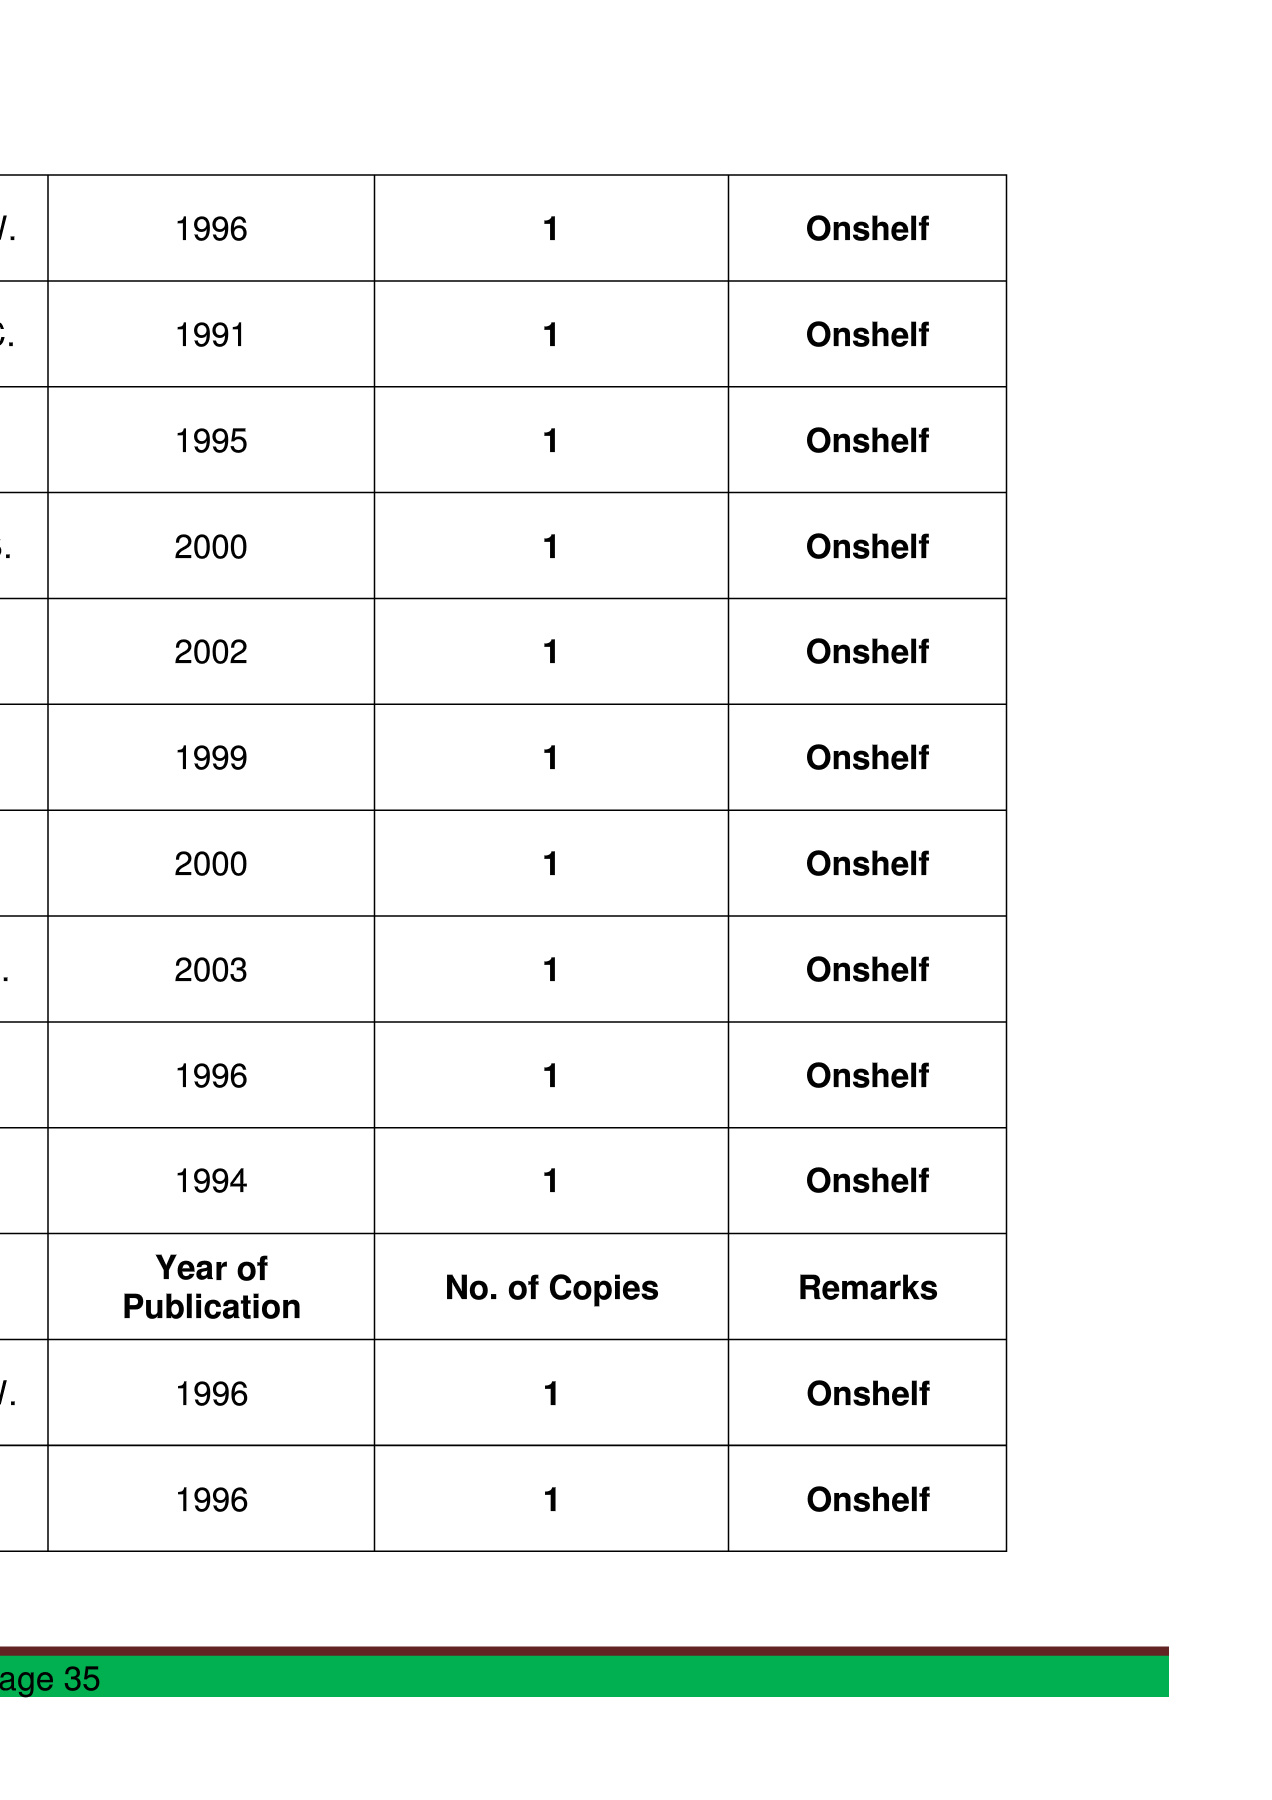 1996 1 Onshelf
1991 1 Onshelf
1995 1 Onshelf
2000 1 Onshelf
2002 1 Onshelf
1999 1 Onshelf
2000 1 Onshelf
2003 1 Onshelf
1996 1 Onshelf
1994 1 Onshelf
Year of
Publication No. of Copies Remarks
1996 1 Onshelf
1996 1 Onshelf
age 35